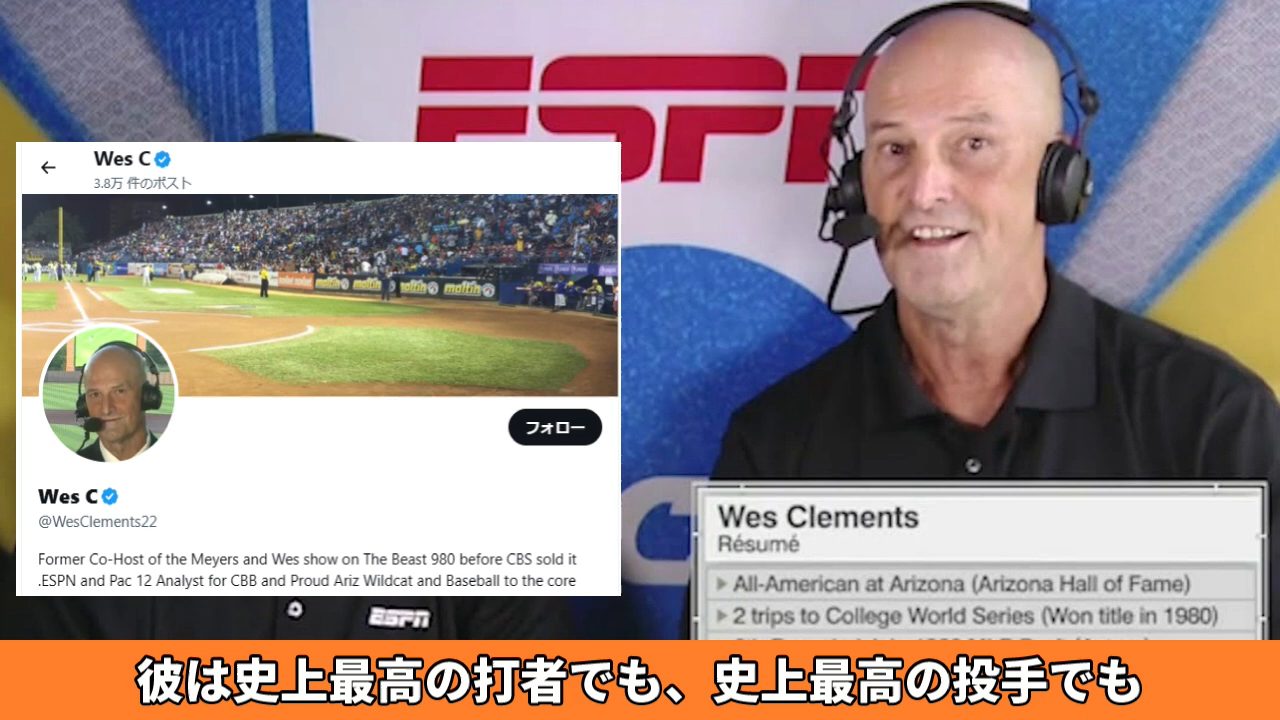 ESPN
Wes C
3.8万 件のポスト
moltin
moltin
moltin
フォロー
Wes C
@WesClements22
Former Co-Host of the Meyers and Wes show on The Beast 980 before CBS sold it
.ESPN and Pac 12 Analyst for CBB and Proud Ariz Wildcat and Baseball to the core
ESPN
Wes Clements
Résumé
All-American at Arizona (Arizona Hall of Fame)
2 trips to College World Series (Won title in 1980)
彼は史上最高の打者でも、史上最高の投手でも